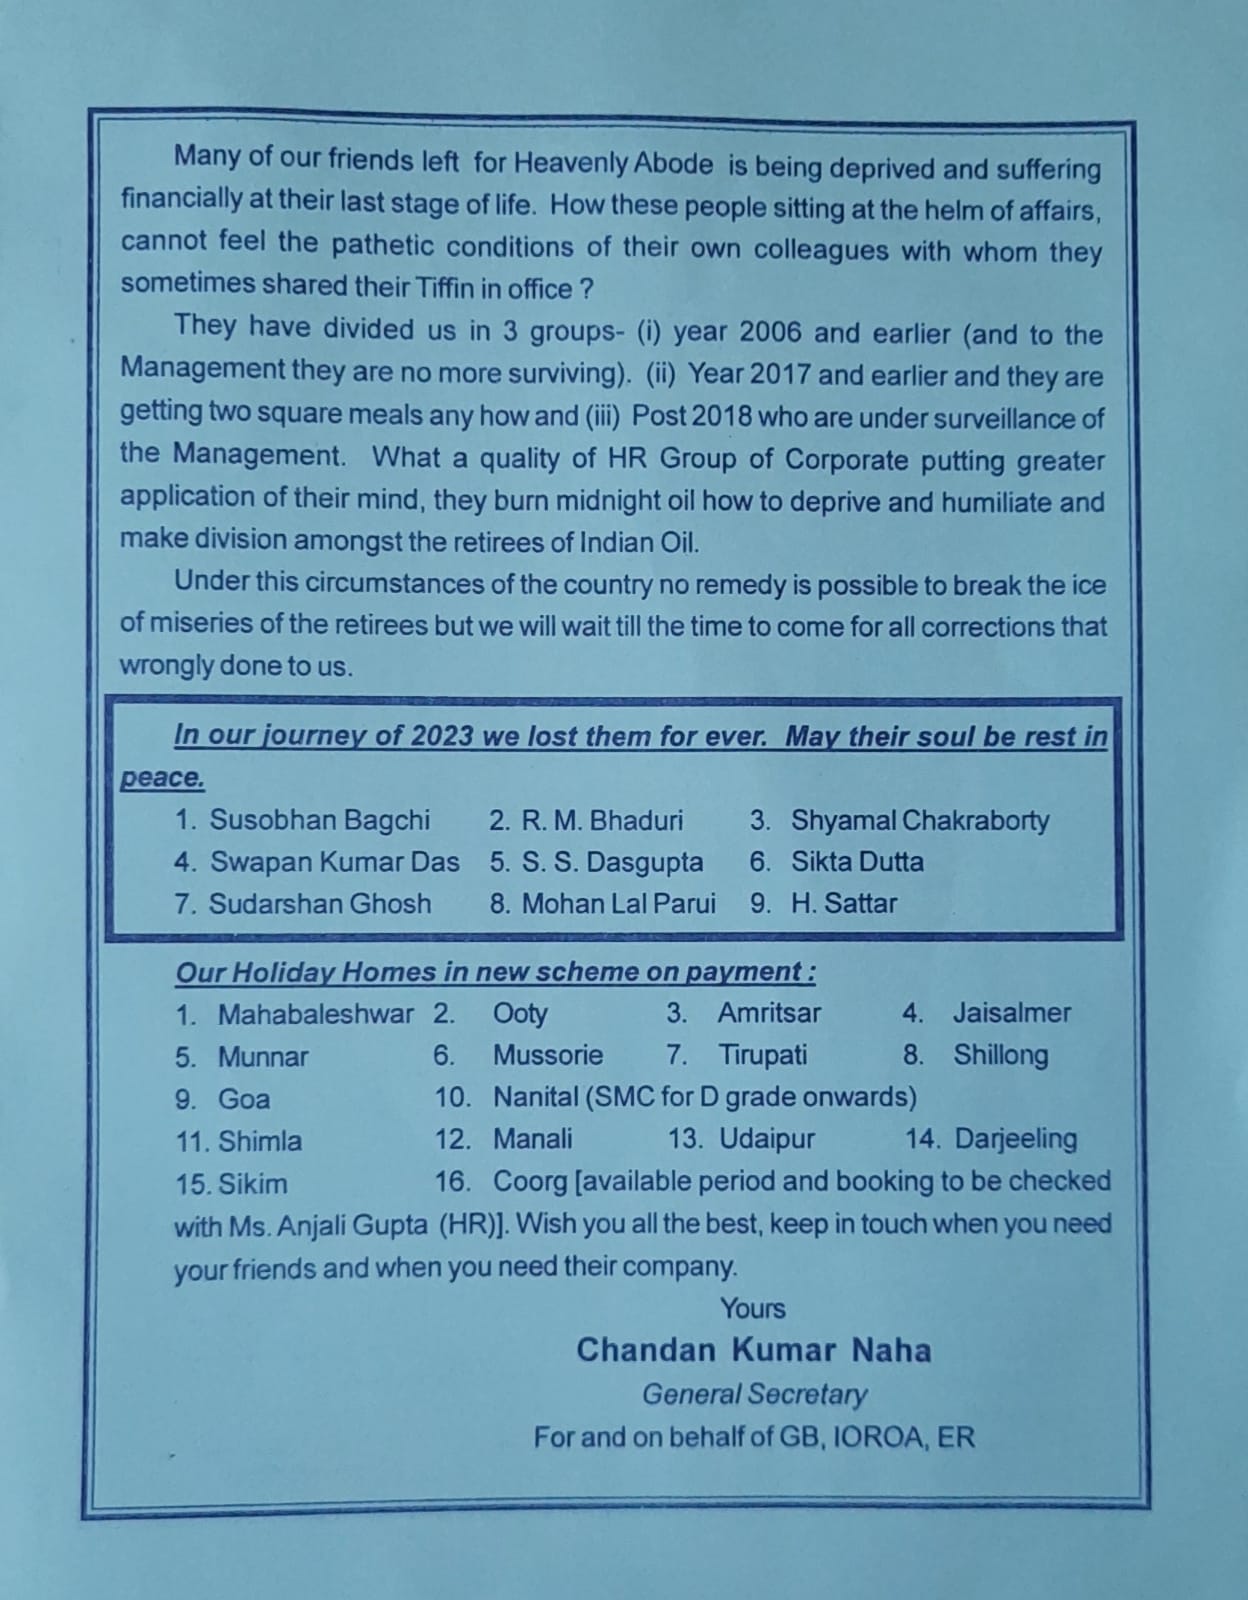 Many of our friends left for Heavenly Abode is being deprived and suffering
financially at their last stage of life. How these people sitting at the helm of affairs,
cannot feel the pathetic conditions of their own colleagues with whom they
sometimes shared their Tiffin in office ?
They have divided us in 3 groups- (i) year 2006 and earlier (and to the
Management they are no more surviving). (ii) Year 2017 and earlier and they are
getting two square meals any how and (iii) Post 2018 who are under surveillance of
the Management. What a quality of HR Group of Corporate putting greater
application of their mind, they burn midnight oil how to deprive and humiliate and
make division amongst the retirees of Indian Oil.
Under this circumstances of the country no remedy is possible to break the ice
of miseries of the retirees but we will wait till the time to come for all corrections that
wrongly done to us.
In our journey of 2023 we lost them for ever. May their soul be rest in
peace.
1. Susobhan Bagchi 2. R. M. Bhaduri 3. Shyamal Chakraborty
4. Swapan Kumar Das 5. S. S. Dasgupta 6. Sikta Dutta
7. Sudarshan Ghosh 8. Mohan Lal Parui 9. H. Sattar
Our Holiday Homes in new scheme on payment :
1. Mahabaleshwar 2. Ooty 3. Amritsar 4. Jaisalmer
5. Munnar 6. Mussorie 7. Tirupati 8. Shillong
9. Goa 10. Nanital (SMC for D grade onwards)
11. Shimla 12. Manali 13. Udaipur 14. Darjeeling
15. Sikim 16. Coorg [available period and booking to be checked
with Ms. Anjali Gupta (HR)]. Wish you all the best, keep in touch when you need
your friends and when you need their company.
Yours
Chandan Kumar Naha
General Secretary
For and on behalf of GB, IOROA, ER